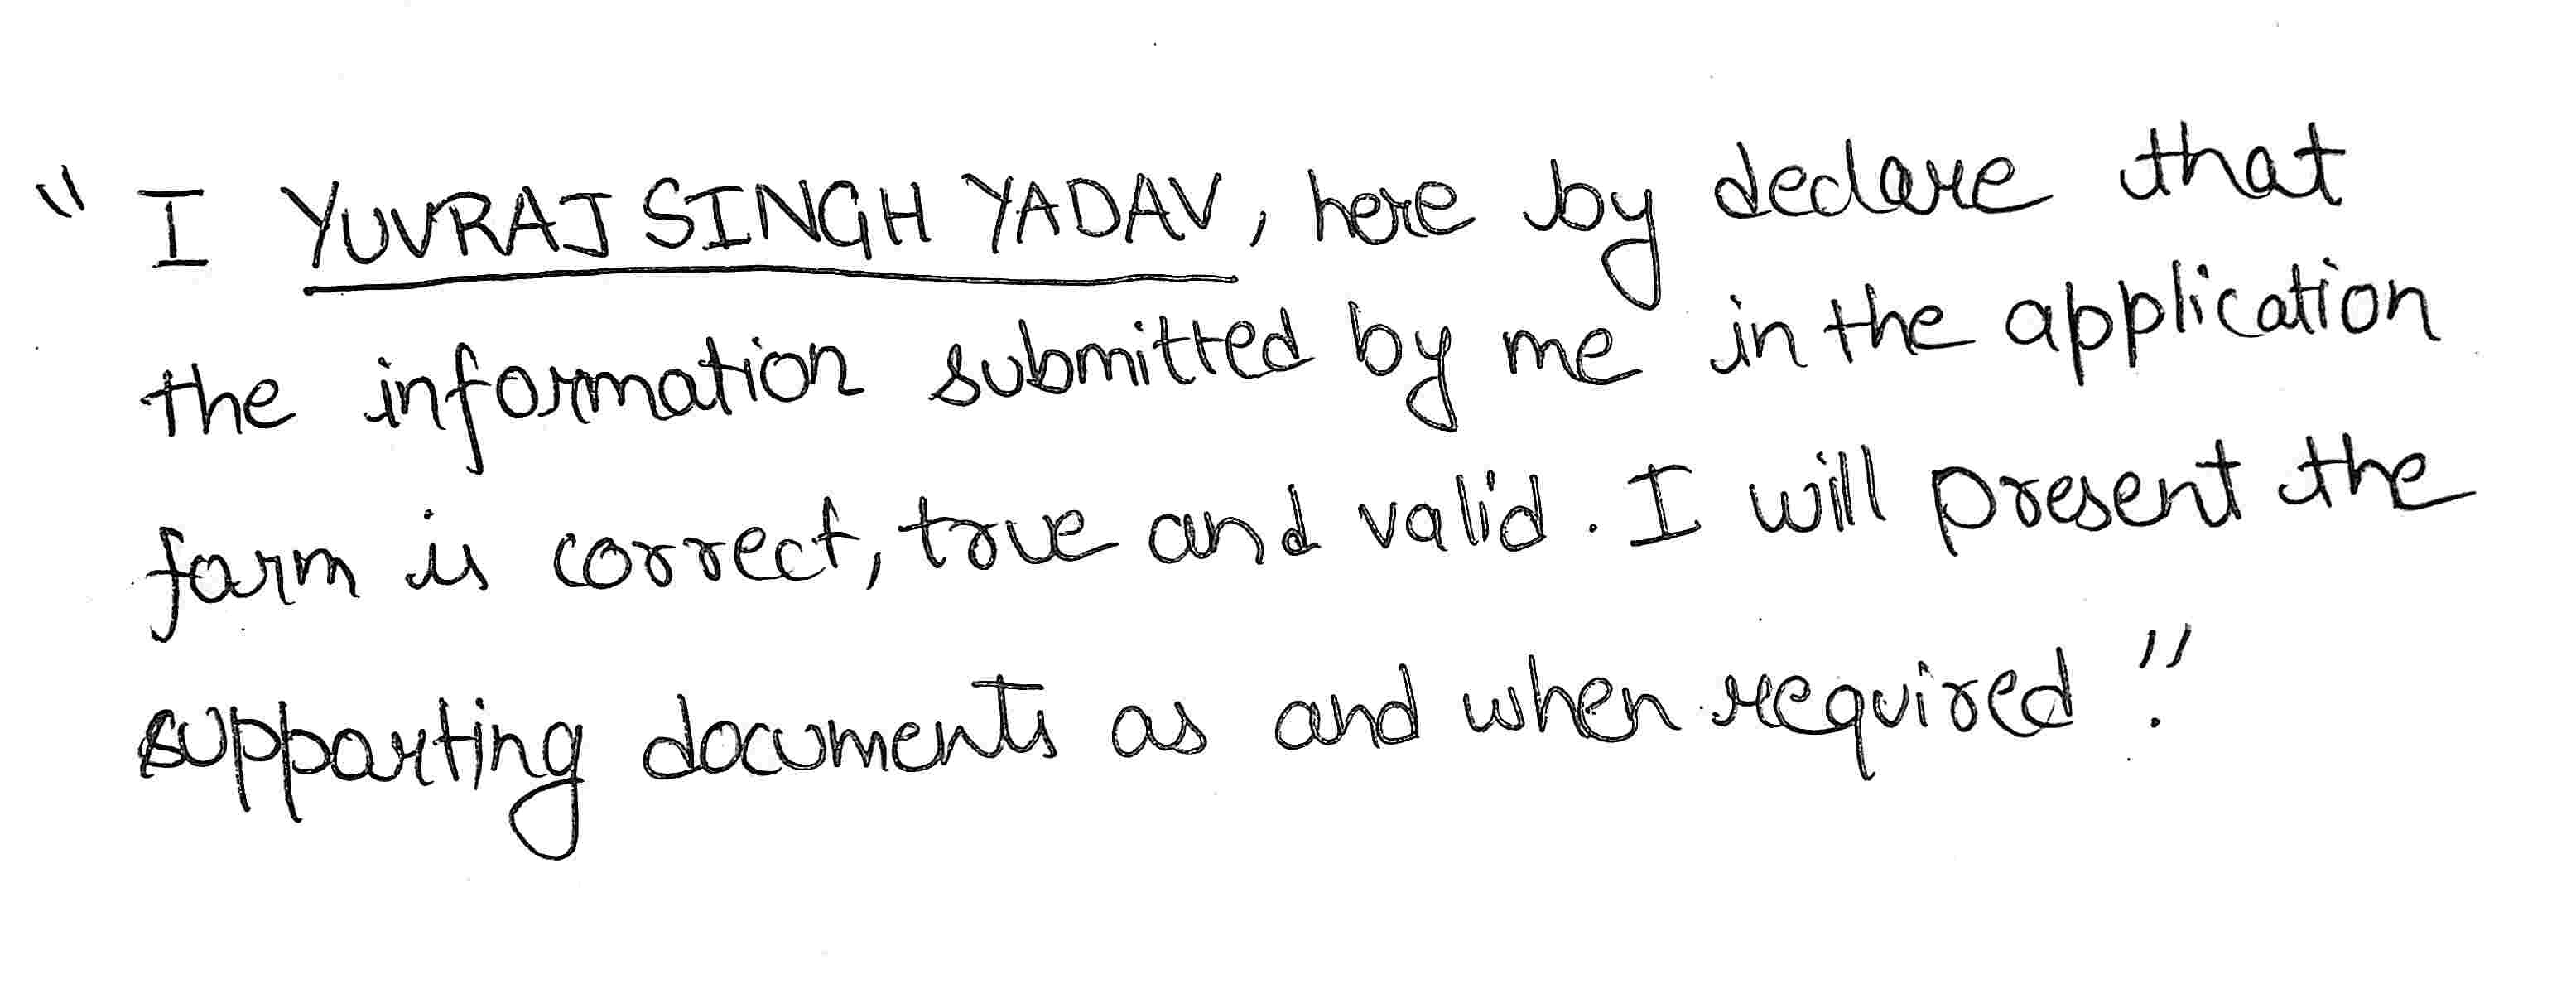 " I YUVRAJ SINGH YADAV, here by declare that
the information submitted by me in the application
form is correct, true and valid. I will present the
supporting documents as and when required."